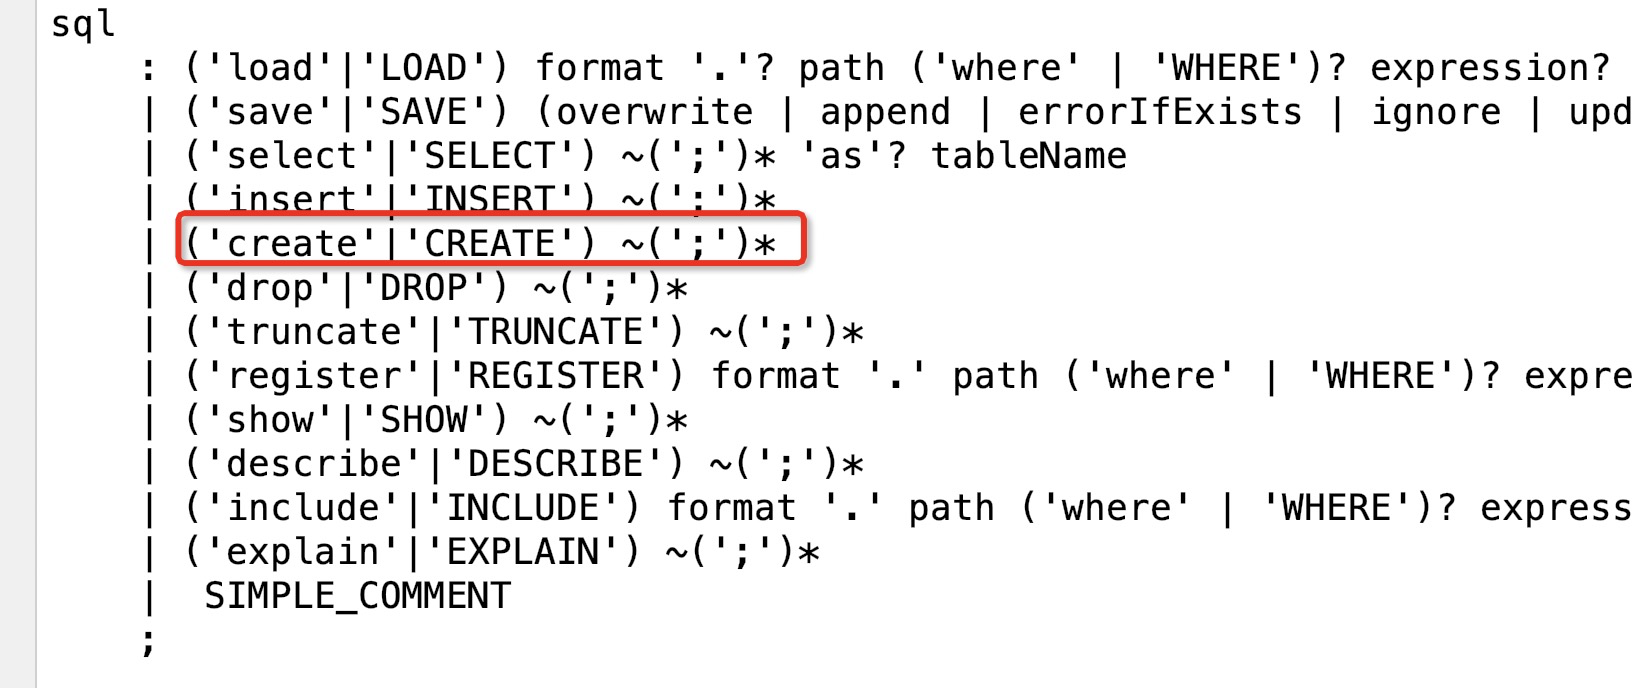 sql
: ('load'|'LOAD') format '.'? path ('where' | 'WHERE')? expression?
| ('save'|'SAVE') (overwrite | append | errorIfExists | ignore | upd
| ('select'|'SELECT') ~(';')* 'as'? tableName
| ('insert'|'INSERT') ~(';')*
| ('create'|'CREATE') ~(';')*
| ('drop'|'DROP') ~(';')*
| ('truncate'|'TRUNCATE') ~(';')*
| ('register'|'REGISTER') format '.' path ('where' | 'WHERE')? expre
| ('show'|'SHOW') ~(';')*
| ('describe'|'DESCRIBE') ~(';')*
| ('include'|'INCLUDE') format '.' path ('where' | 'WHERE')? express
| ('explain'|'EXPLAIN') ~(';')*
| SIMPLE_COMMENT
;